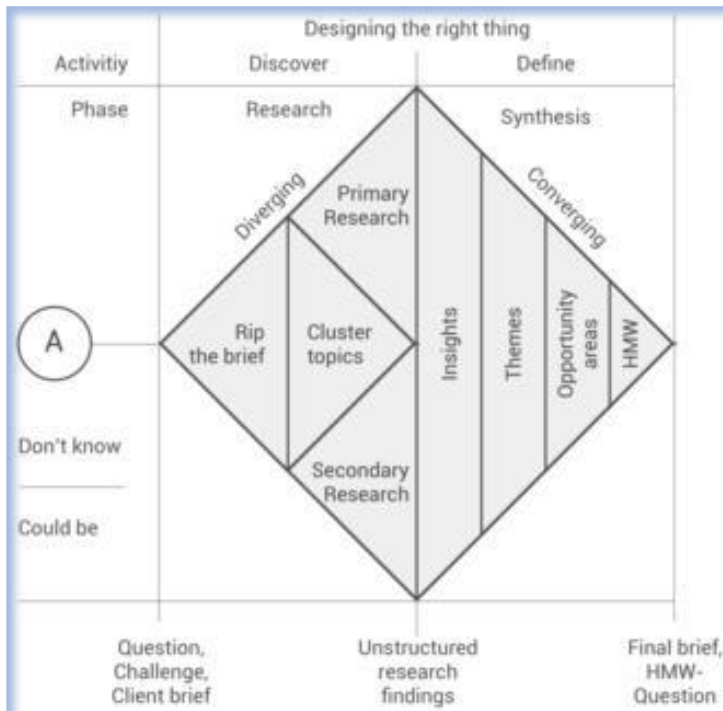 Designing the right thing
Activitiy
Discover
Define
Phase
Research
Synthesis
Diverging
Converging
Primary
Research
A
Rip
the brief
Cluster
topics
Insights
Themes
Opportunity
areas
HMW
Don't know
Could be
Secondary
Research
Question,
Challenge,
Client brief
Unstructured
research
findings
Final brief,
HMW-
Question